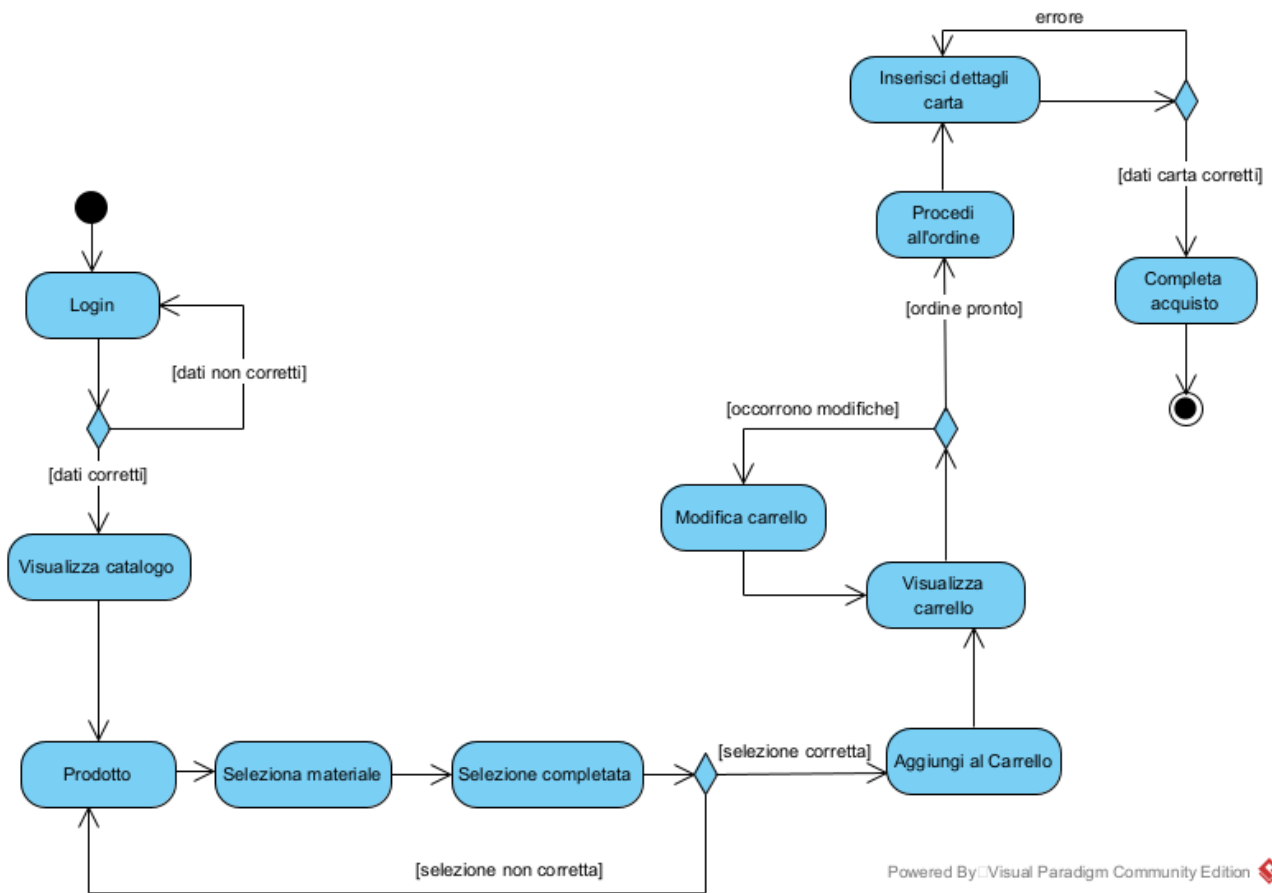 errore
Inserisci dettagli
carta
[dati carta corretti]
Procedi
all'ordine
Completa
acquisto
Login
[ordine pronto]
[dati non corretti]
[occorrono modifiche]
[dati corretti]
Modifica carrello
Visualizza catalogo
Visualizza
carrello
[selezione corretta]
Prodotto
Seleziona materiale
Selezione completata
Aggiungi al Carrello
[selezione non corretta]
Powered By Visual Paradigm Community Edition